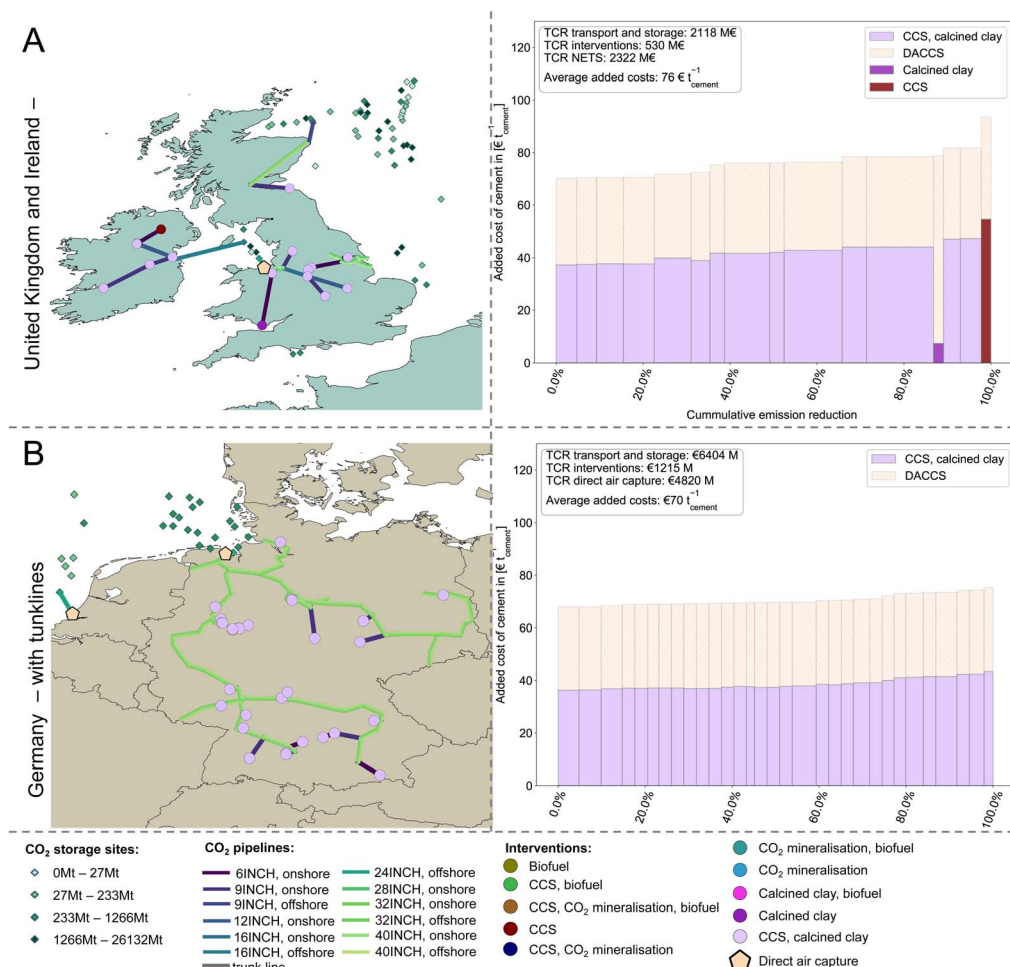 A
United Kingdom and Ireland –
TCR transport and storage: 2118 M€
TCR interventions: 530 M€
TCR NETS: 2322 M€
Average added costs: 76 € t⁻¹cement
CCS, calcined clay
DACCS
Calcined clay
CCS
Added cost of cement in [€ t⁻¹cement]
120
100
80
60
40
20
0
0.0%
20.0%
40.0%
60.0%
80.0%
100.0%
Cummulative emission reduction
B
Germany – with tunklines
TCR transport and storage: €6404 M
TCR interventions: €1215 M
TCR direct air capture: €4820 M
Average added costs: €70 t⁻¹cement
CCS, calcined clay
DACCS
Added cost of cement in [€ t⁻¹cement]
120
100
80
60
40
20
0
0.0%
20.0%
40.0%
60.0%
80.0%
100.0%
CO₂ storage sites:
0Mt – 27Mt
27Mt – 233Mt
233Mt – 1266Mt
1266Mt – 26132Mt
CO₂ pipelines:
6INCH, onshore
9INCH, onshore
9INCH, offshore
12INCH, onshore
16INCH, onshore
16INCH, offshore
trunk line
24INCH, offshore
28INCH, onshore
32INCH, onshore
32INCH, offshore
40INCH, onshore
40INCH, offshore
Interventions:
Biofuel
CCS, biofuel
CCS, CO₂ mineralisation, biofuel
CCS
CCS, CO₂ mineralisation
CO₂ mineralisation, biofuel
CO₂ mineralisation
Calcined clay, biofuel
Calcined clay
CCS, calcined clay
Direct air capture